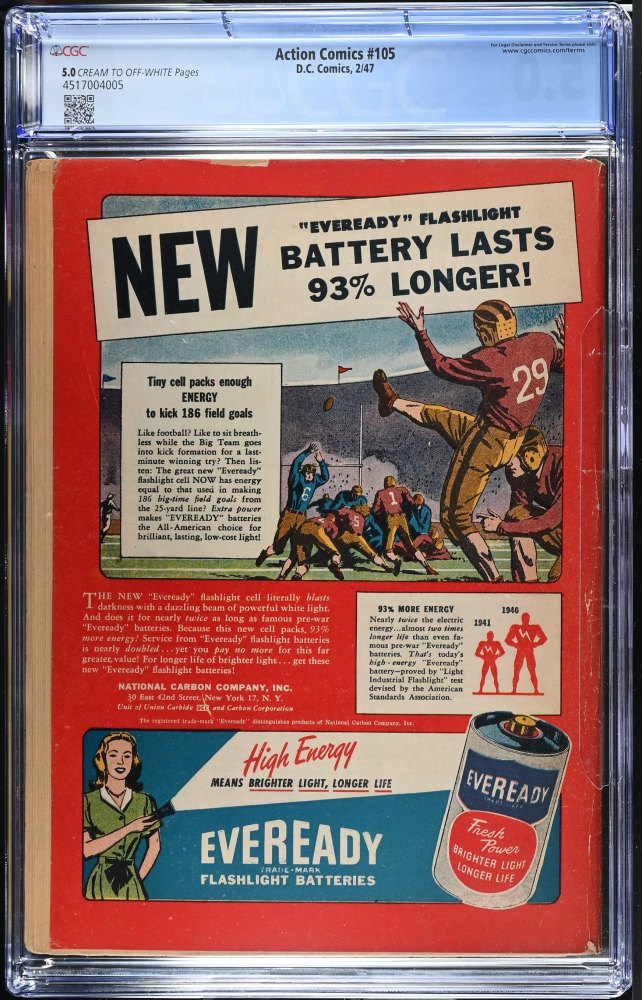 CGC
Action Comics #105
D.C. Comics, 2/47
For Legal Disclaimer and Service Terms please visit:
www.cgccomics.com/terms
5.0 CREAM TO OFF-WHITE Pages
4517004005
NEW
"EVEREADY" FLASHLIGHT
BATTERY LASTS
93% LONGER!
Tiny cell packs enough
ENERGY
to kick 186 field goals
Like football? Like to sit breath-
less while the Big Team goes
into kick formation for a last-
minute winning try? Then lis-
ten: The great new "Eveready"
flashlight cell NOW has energy
equal to that used in making
186 big-time field goals from
the 25-yard line? Extra power
makes "EVEREADY" batteries
the All-American choice for
brilliant, lasting, low-cost light!
29
6
5
1
THE NEW "Eveready" flashlight cell literally blasts
darkness with a dazzling beam of powerful white light.
And does it for nearly twice as long as famous pre-war
"Eveready" batteries. Because this new cell packs, 93%
more energy! Service from "Eveready" flashlight batteries
is nearly doubled...yet you pay no more for this far
greater value! For longer life of brighter light...get these
new "Eveready" flashlight batteries!
NATIONAL CARBON COMPANY, INC.
30 East 42nd Street, New York 17, N. Y.
Unit of Union Carbide UCC and Carbon Corporation
The registered trade-mark "Eveready" distinguishes products of National Carbon Company, Inc.
93% MORE ENERGY
Nearly twice the electric
energy...almost two times
longer life than even fa-
mous pre-war "Eveready"
batteries. That's today's
high-energy "Eveready"
battery—proved by "Light
Industrial Flashlight" test
devised by the American
Standards Association.
1941
1946
High Energy
MEANS BRIGHTER LIGHT, LONGER LIFE
EVEREADY
TRADE-MARK
FLASHLIGHT BATTERIES
EVEREADY
TRADE-MARK
Fresh
Power
BRIGHTER LIGHT
LONGER LIFE